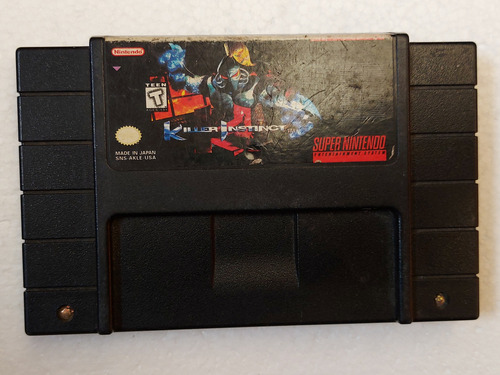 Nintendo
TEEN
T
KILLER INSTINCT
MADE IN JAPAN
SNS-AKLE-USA
SUPER NINTENDO
ENTERTAINMENT SYSTEM